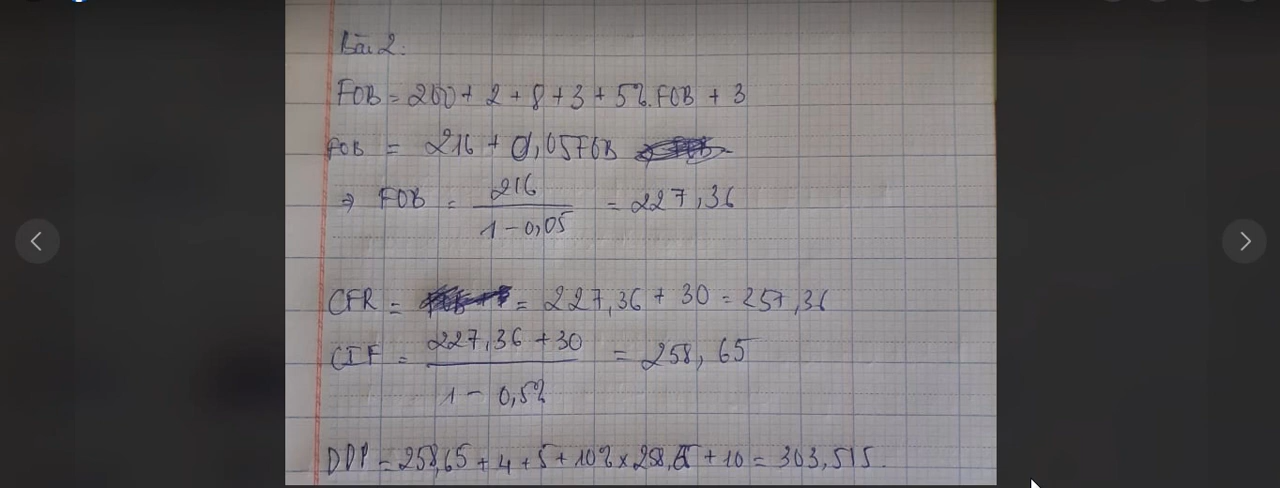 Bài 2:
FOB = 200 + 2 + 8 + 3 + 5%.FOB + 3
FOB = 216 + 0,05FOB
⇒ FOB = 216 / 1 - 0,05 = 227,36
CFR = = 227,36 + 30 = 257,36
CIF = 227,36 + 30 / 1 - 0,5% = 258,65
DDP = 258,65 + 4 + 5 + 10% x 258,65 + 10 = 303,515.